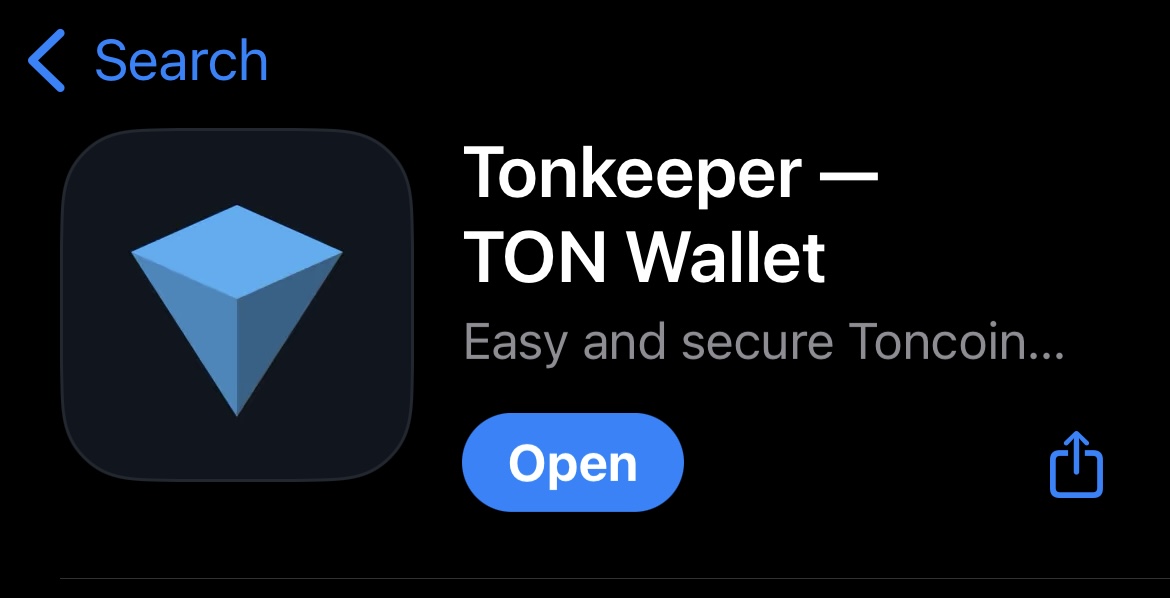 Search
Tonkeeper —
TON Wallet
Easy and secure Toncoin...
Open